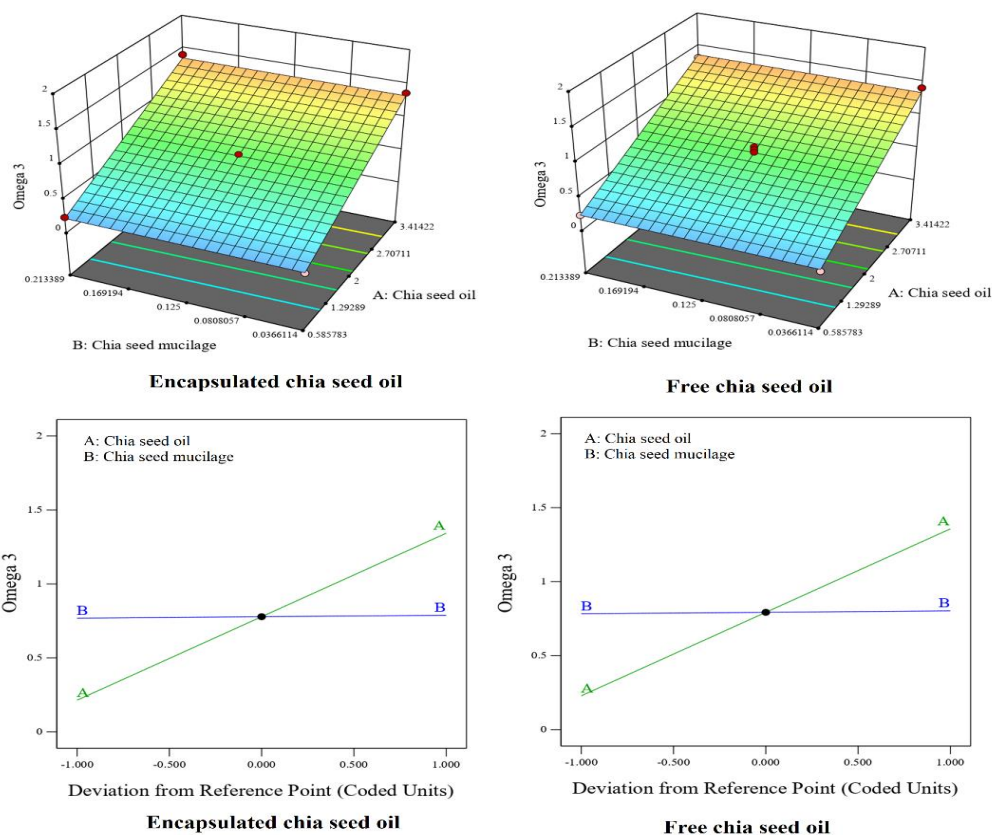 2
1.5
1
0.5
0
Omega 3
0.213389
0.169194
0.125
0.0808057
0.0366114
0.585783
1.29289
2
2.70711
3.41422
A: Chia seed oil
B: Chia seed mucilage
Encapsulated chia seed oil
2
1.5
1
0.5
0
Omega 3
0.213389
0.169194
0.125
0.0808057
0.0366114
0.585783
1.29289
2
2.70711
3.41422
A: Chia seed oil
B: Chia seed mucilage
Free chia seed oil
A: Chia seed oil
B: Chia seed mucilage
2
1.5
1
0.5
0
Omega 3
A
B
B
A
-1.000
-0.500
0.000
0.500
1.000
Deviation from Reference Point (Coded Units)
Encapsulated chia seed oil
A: Chia seed oil
B: Chia seed mucilage
2
1.5
1
0.5
0
Omega 3
A
B
B
A
-1.000
-0.500
0.000
0.500
1.000
Deviation from Reference Point (Coded Units)
Free chia seed oil